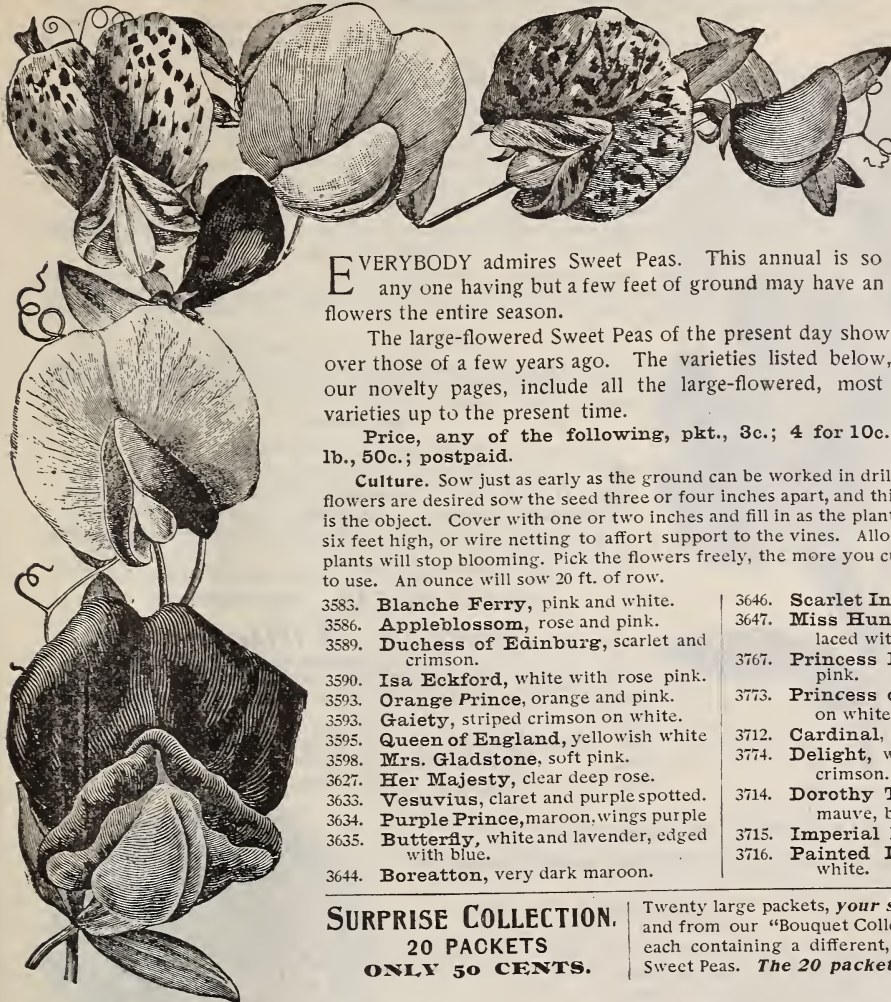 EVERYBODY admires Sweet Peas. This annual is so
any one having but a few feet of ground may have an
flowers the entire season.
The large-flowered Sweet Peas of the present day show
over those of a few years ago. The varieties listed below,
our novelty pages, include all the large-flowered, most
varieties up to the present time.
Price, any of the following, pkt., 3c.; 4 for 10c.
lb., 50c.; postpaid.
Culture. Sow just as early as the ground can be worked in dril
flowers are desired sow the seed three or four inches apart, and thi
is the object. Cover with one or two inches and fill in as the plant
six feet high, or wire netting to affort support to the vines. Allo
plants will stop blooming. Pick the flowers freely, the more you cu
to use. An ounce will sow 20 ft. of row.
3583. Blanche Ferry, pink and white.
3586. Appleblossom, rose and pink.
3589. Duchess of Edinburg, scarlet and
crimson.
3590. Isa Eckford, white with rose pink.
3593. Orange Prince, orange and pink.
3593. Gaiety, striped crimson on white.
3595. Queen of England, yellowish white
3598. Mrs. Gladstone, soft pink.
3627. Her Majesty, clear deep rose.
3633. Vesuvius, claret and purple spotted.
3634. Purple Prince, maroon, wings purple
3635. Butterfly, white and lavender, edged
with blue.
3644. Boreatton, very dark maroon.
3646. Scarlet In
3647. Miss Hun
laced wit
3767. Princess
pink.
3773. Princess o
on white
3712. Cardinal,
3774. Delight, w
crimson.
3714. Dorothy T
mauve, b
3715. Imperial
3716. Painted
white.
SURPRISE COLLECTION.
20 PACKETS
ONLY 50 CENTS.
Twenty large packets, your s
and from our "Bouquet Colle
each containing a different,
Sweet Peas. The 20 packet